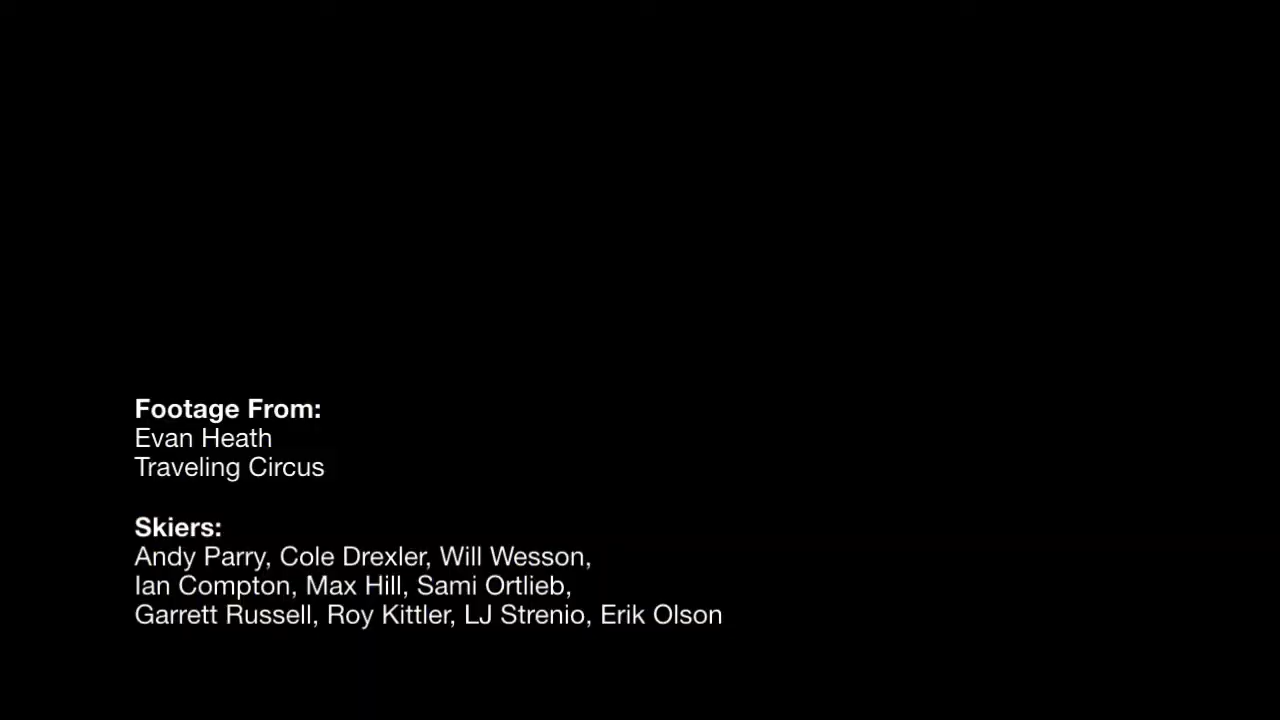 Footage From:
Evan Heath
Traveling Circus
Skiers:
Andy Parry, Cole Drexler, Will Wesson,
Ian Compton, Max Hill, Sami Ortlieb,
Garrett Russell, Roy Kittler, LJ Strenio, Erik Olson